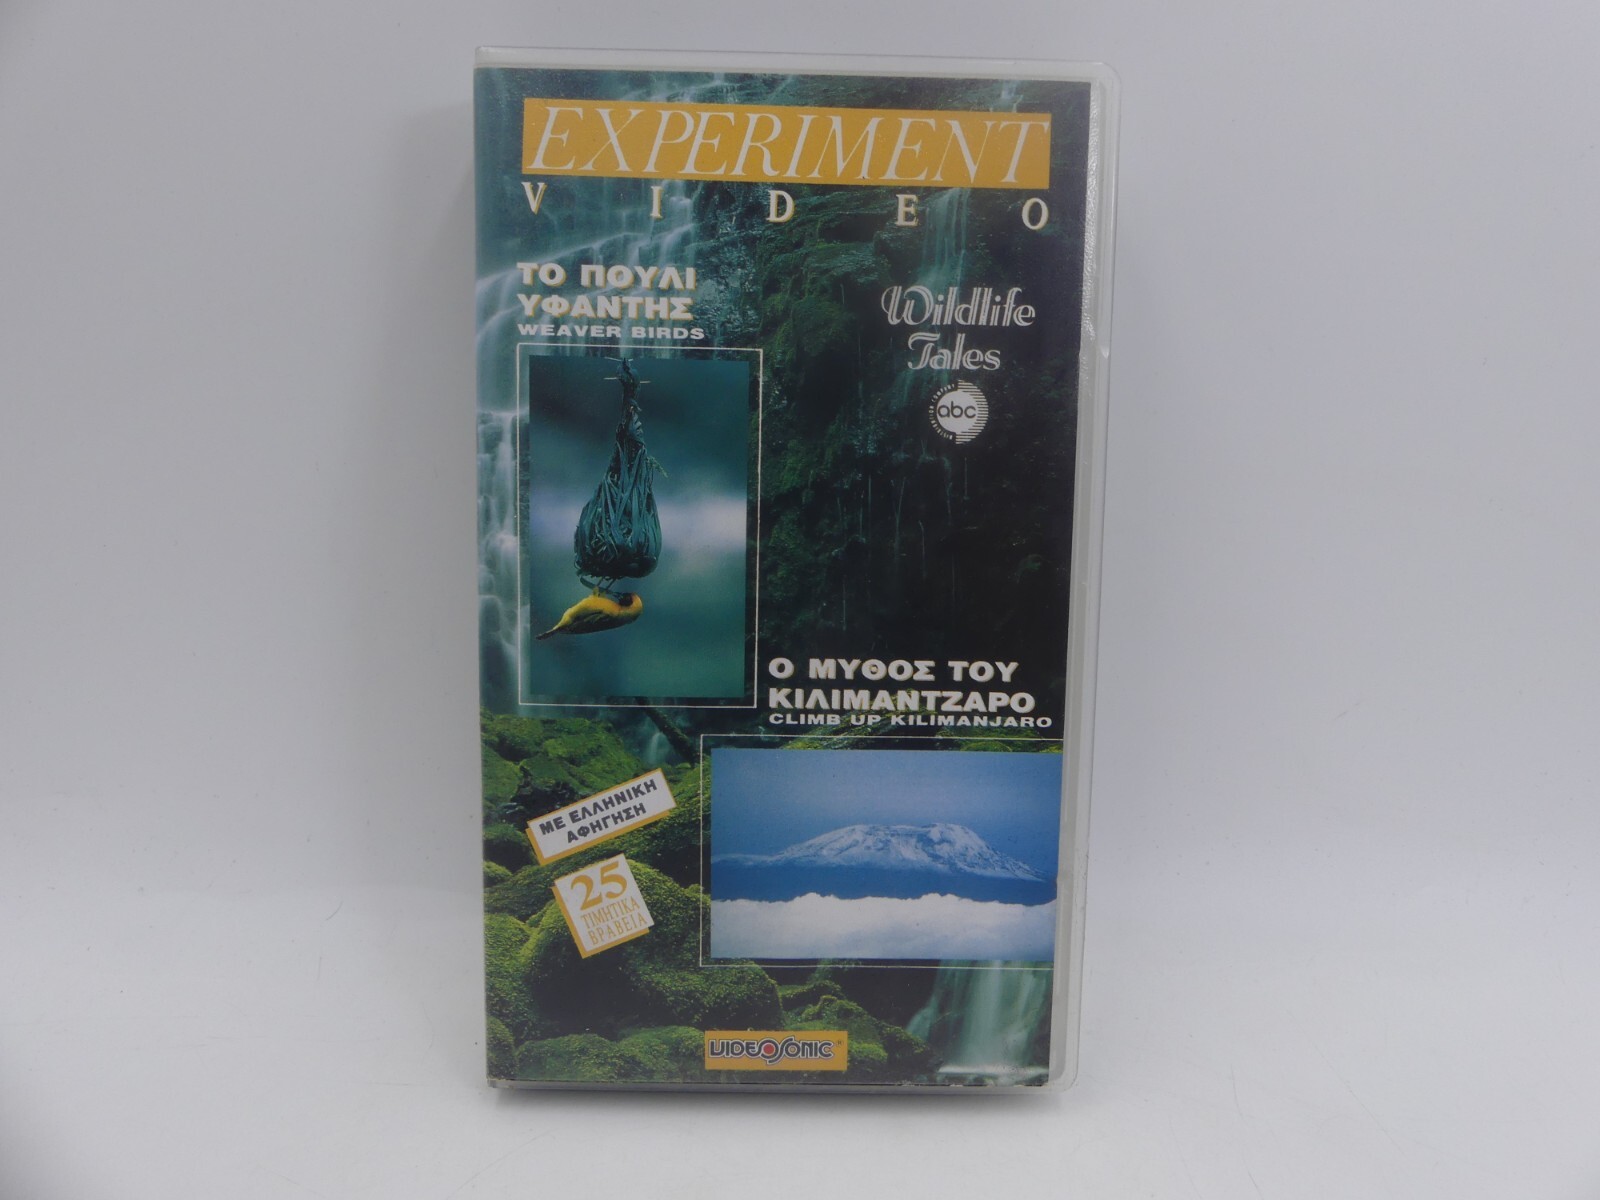 EXPERIMENT
VIDEO
ΤΟ ΠΟΥΛΙ
ΥΦΑΝΤΗΣ
WEAVER BIRDS
Wildlife
Tales
abc
Ο ΜΥΘΟΣ ΤΟΥ
ΚΙΛΙΜΑΝΤΖΑΡΟ
CLIMB UP KILIMANJARO
ΜΕ ΕΛΛΗΝΙΚΗ
ΑΦΗΓΗΣΗ
25
ΤΙΜΗΤΙΚΑ
ΒΡΑΒΕΙΑ
VIDEOSONIC